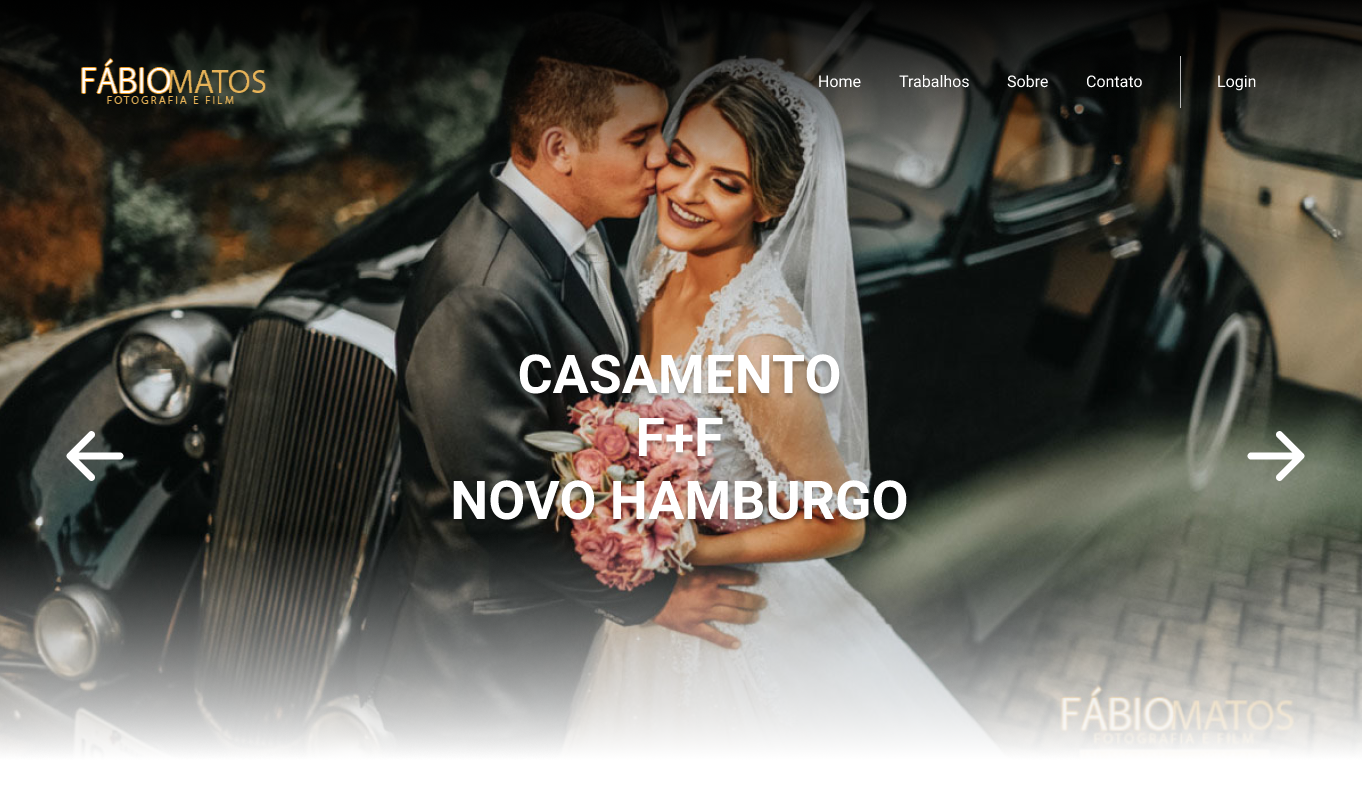 FÁBIOMATOS
FOTOGRAFIA E FILM
Home
Trabalhos
Sobre
Contato
Login
CASAMENTO
F+F
NOVO HAMBURGO
FÁBIOMATOS
FOTOGRAFIA E FILM